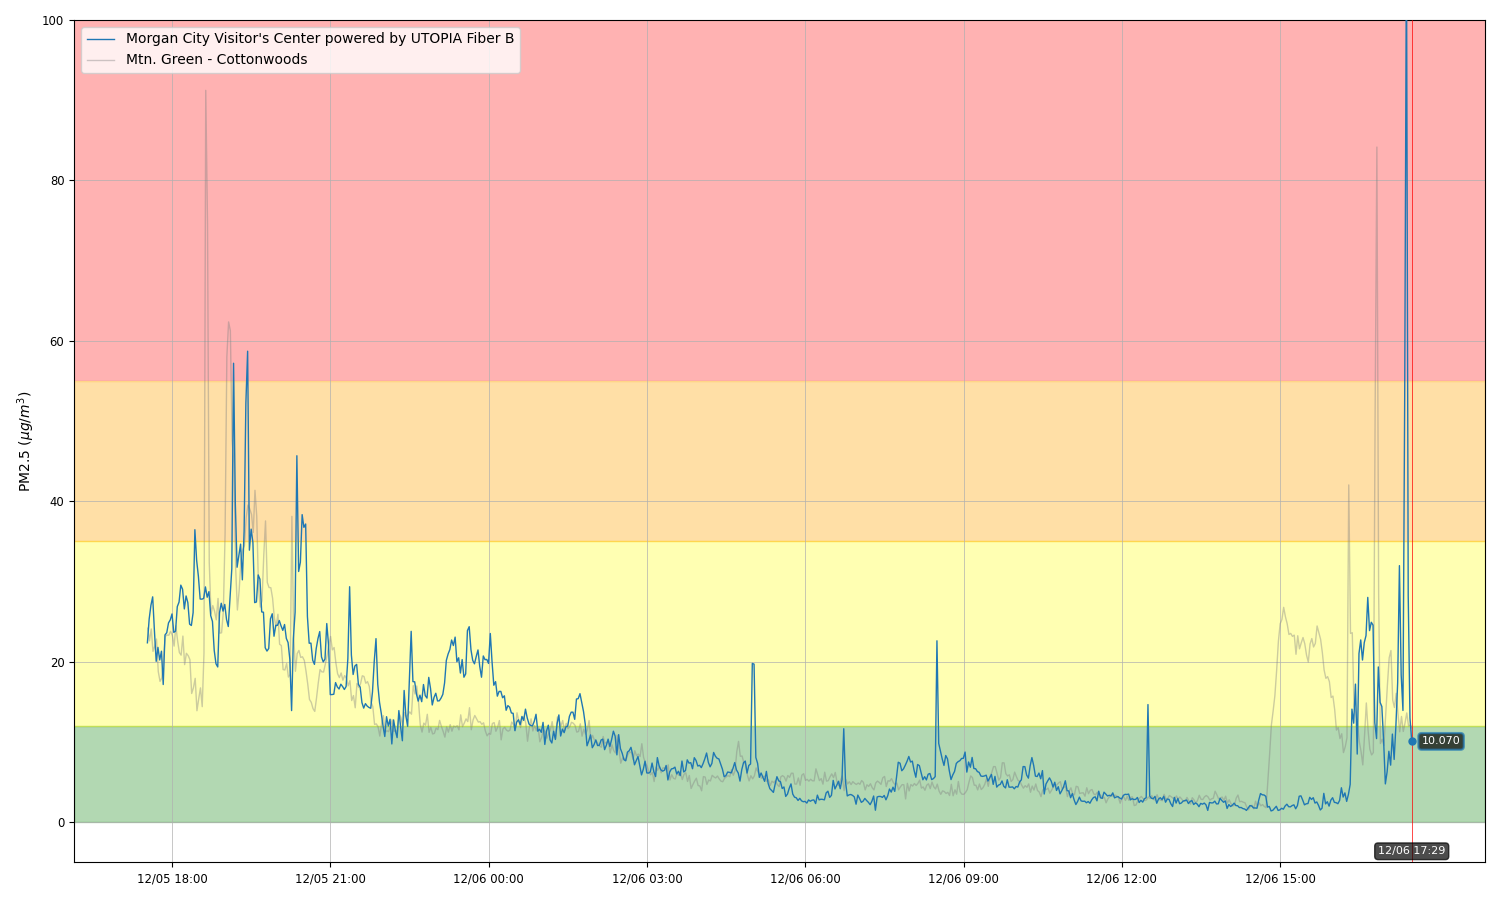 100
Morgan City Visitor's Center powered by UTOPIA Fiber B
Mtn. Green - Cottonwoods
80
60
PM2.5 (μg/m³)
40
20
10.070
0
12/06 17:29
12/05 18:00 12/05 21:00 12/06 00:00 12/06 03:00 12/06 06:00 12/06 09:00 12/06 12:00 12/06 15:00